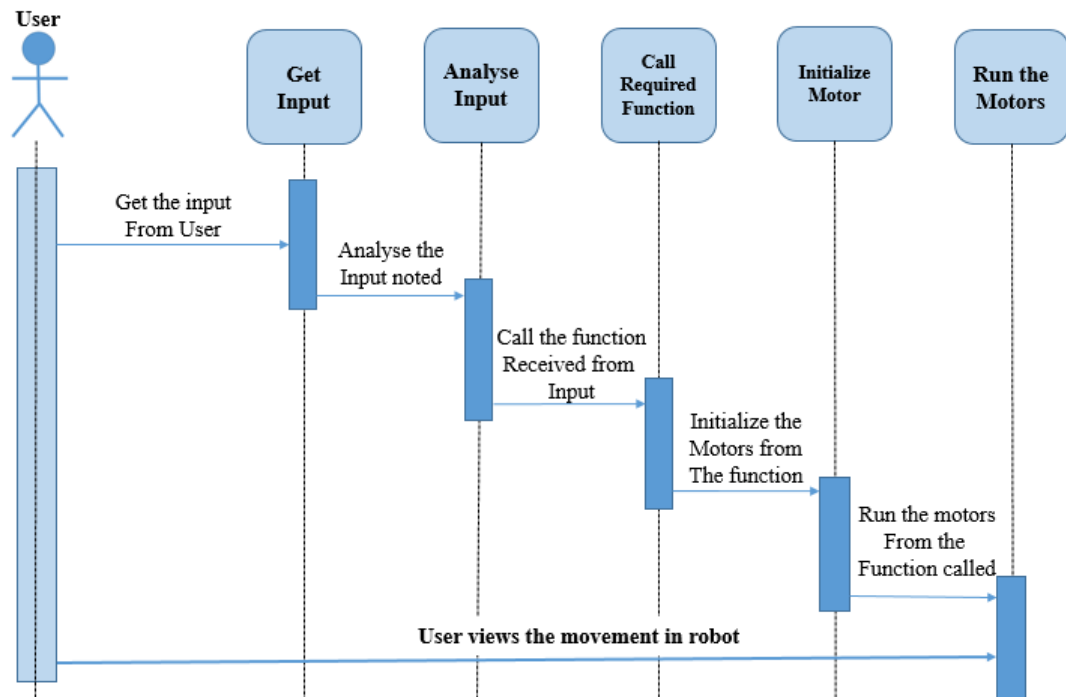 User
Get
Input
Analyse
Input
Call
Required
Function
Initialize
Motor
Run the
Motors
Get the input
From User
Analyse the
Input noted
Call the function
Received from
Input
Initialize the
Motors from
The function
Run the motors
From the
Function called
User views the movement in robot